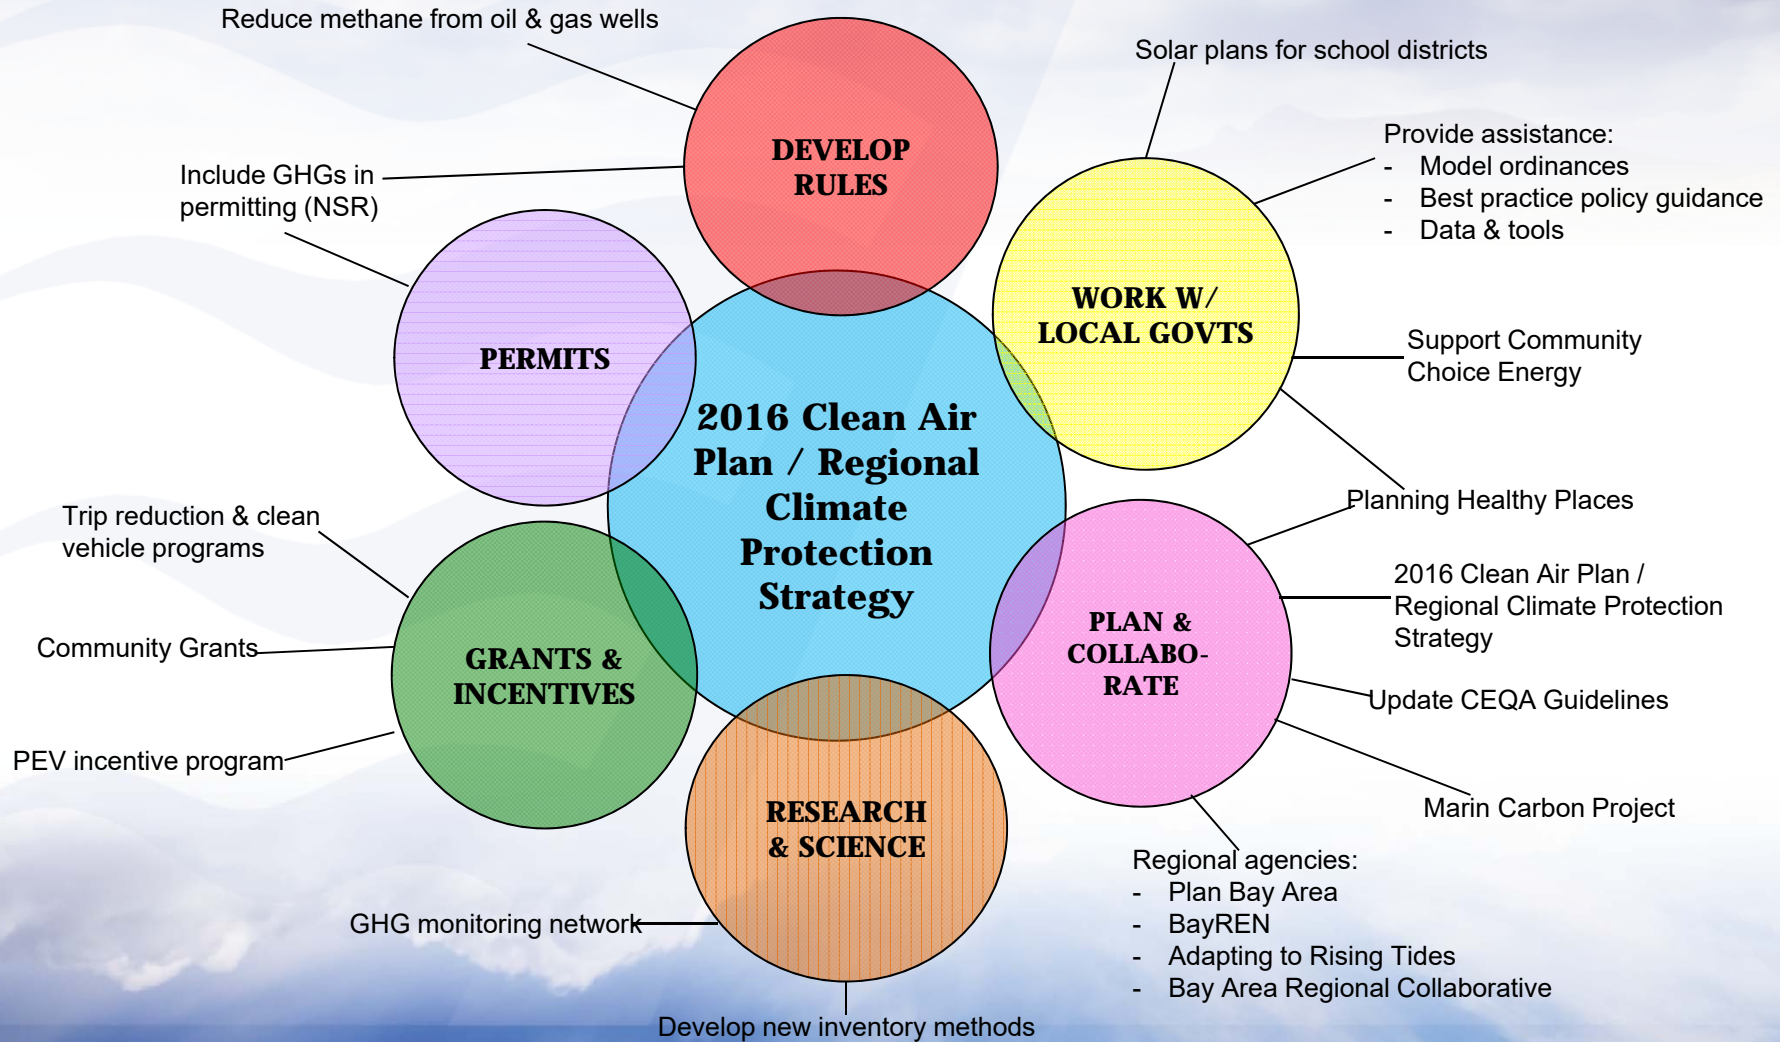 Reduce methane from oil & gas wells
Solar plans for school districts
DEVELOP
RULES
Provide assistance:
- Model ordinances
- Best practice policy guidance
- Data & tools
Include GHGs in
permitting (NSR)
WORK W/
LOCAL GOVTS
PERMITS
Support Community
Choice Energy
2016 Clean Air
Plan / Regional
Climate
Protection
Strategy
Planning Healthy Places
Trip reduction & clean
vehicle programs
2016 Clean Air Plan /
Regional Climate Protection
Strategy
PLAN &
COLLABO-
RATE
Community Grants
GRANTS &
INCENTIVES
Update CEQA Guidelines
PEV incentive program
Marin Carbon Project
RESEARCH
& SCIENCE
Regional agencies:
- Plan Bay Area
- BayREN
- Adapting to Rising Tides
- Bay Area Regional Collaborative
GHG monitoring network
Develop new inventory methods